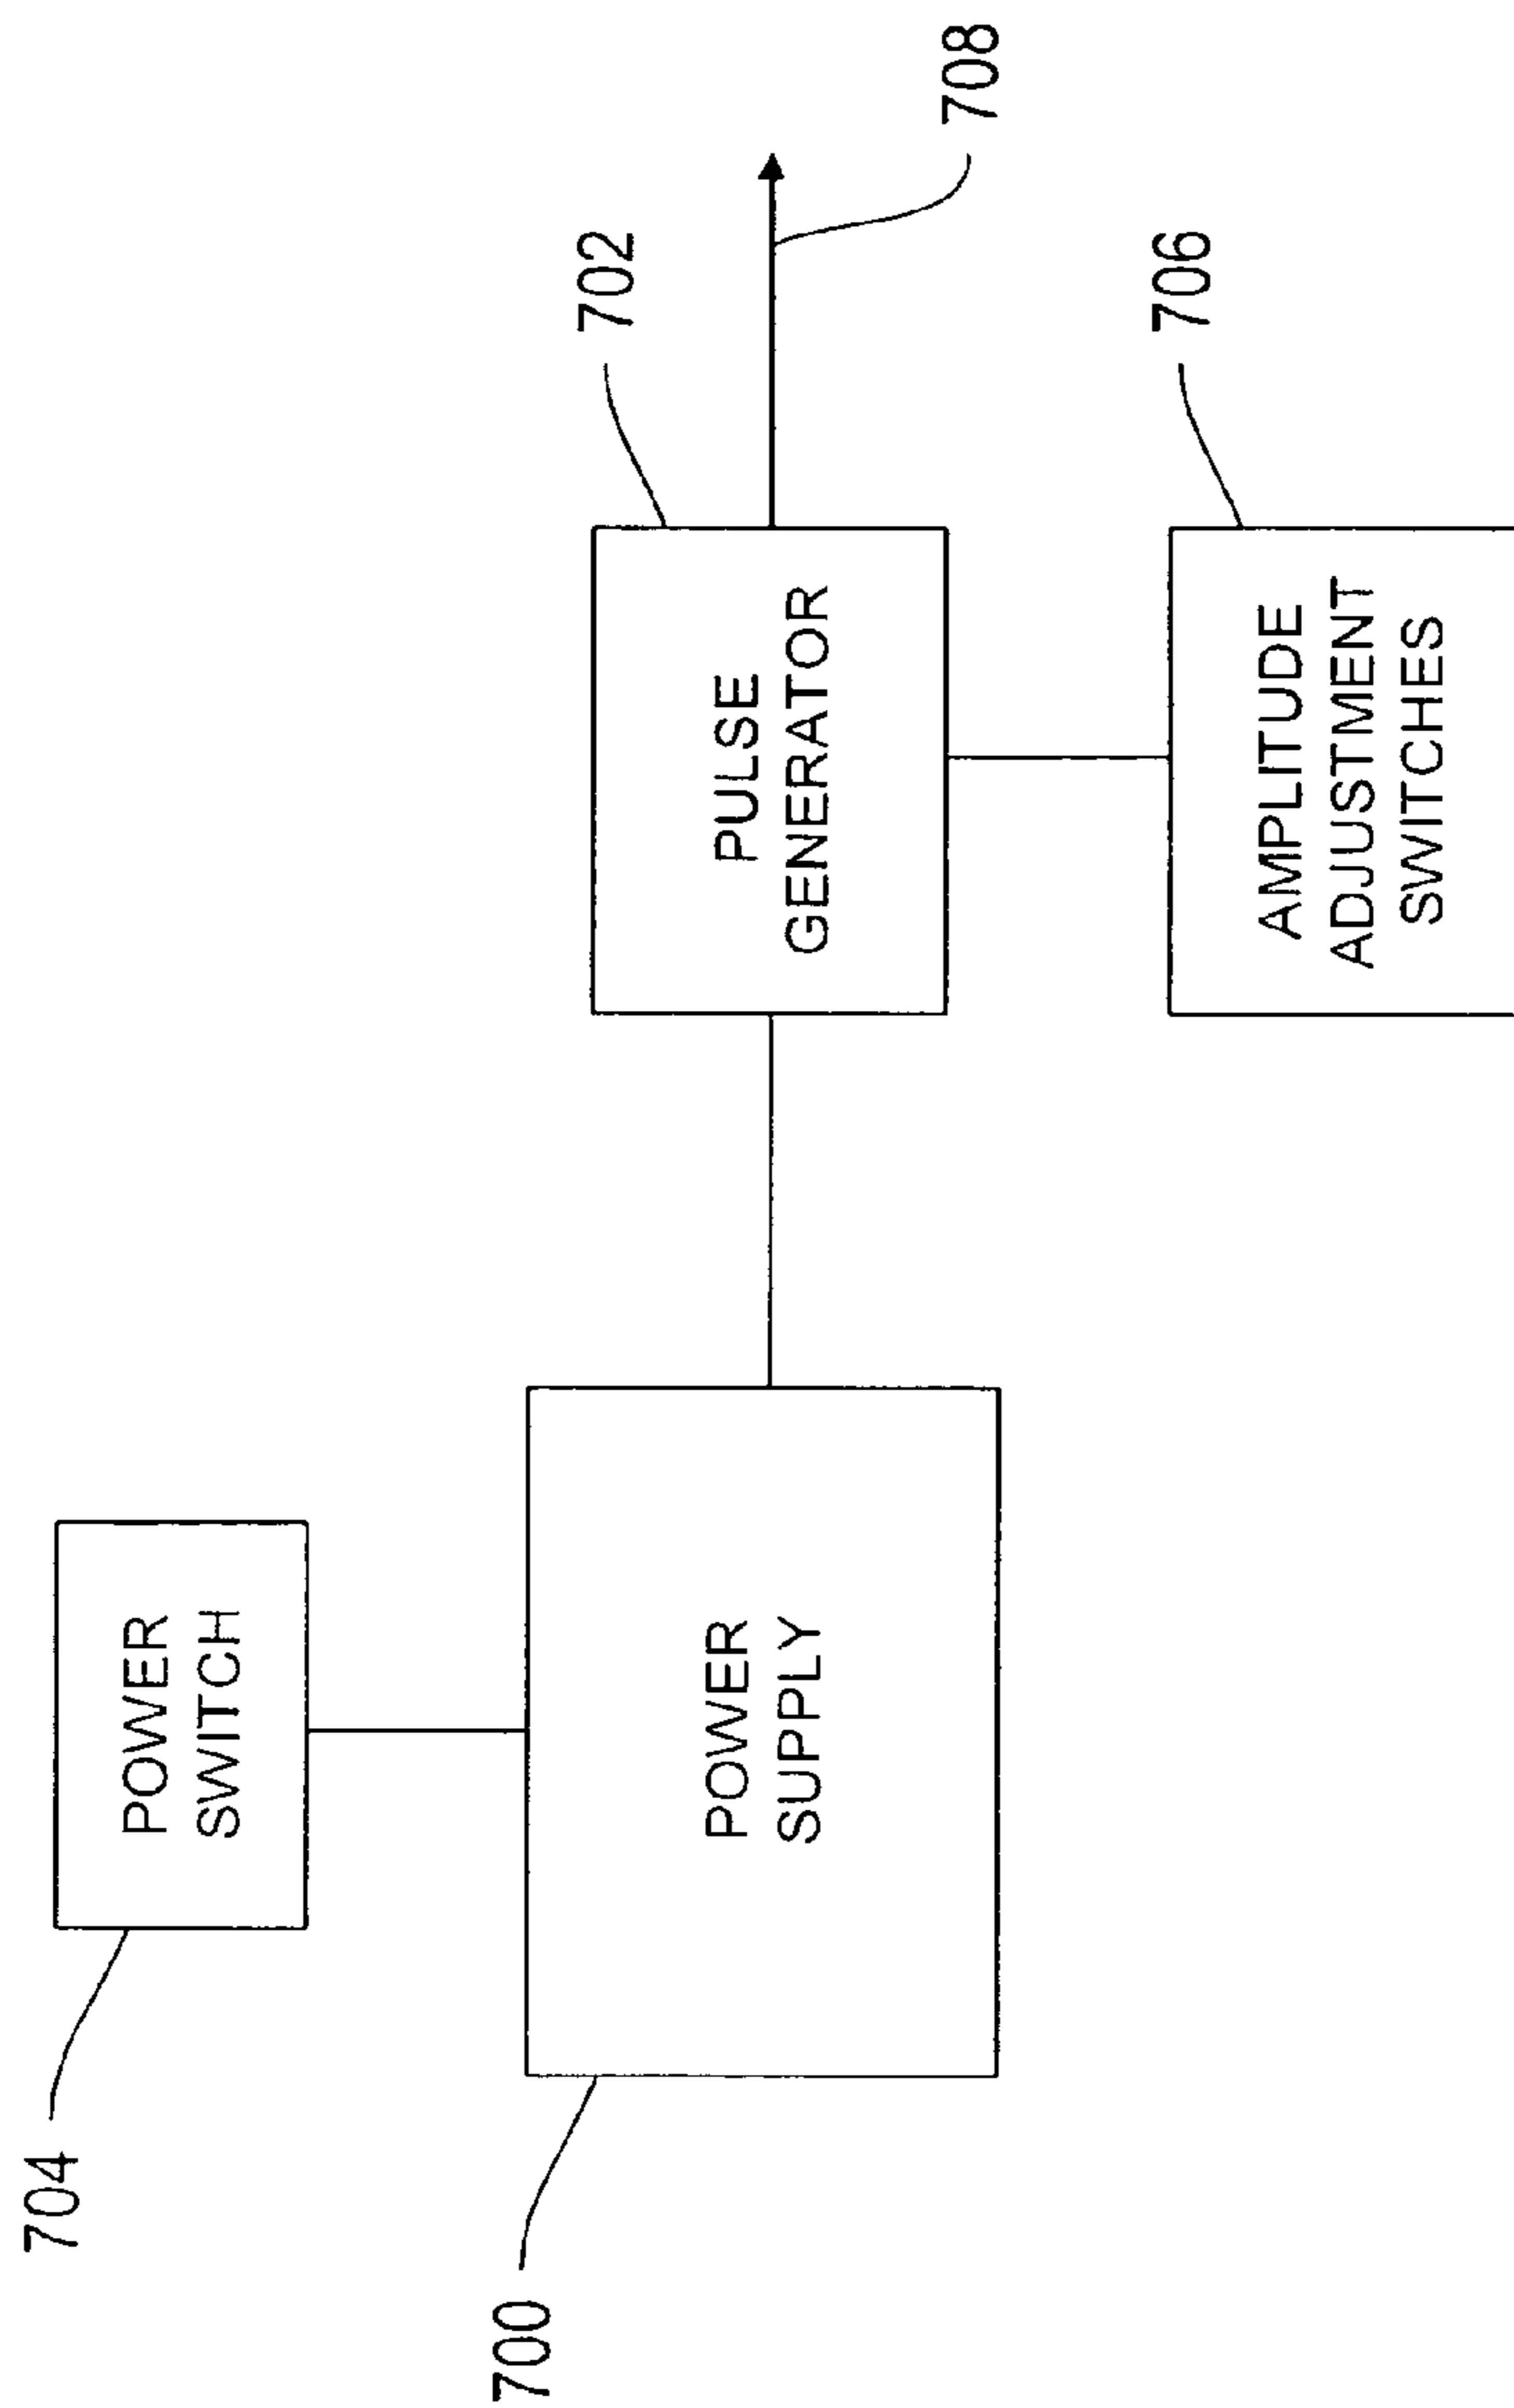 704
POWER
SWITCH
700
POWER
SUPPLY
702
PULSE
GENERATOR
708
706
AMPLITUDE
ADJUSTMENT
SWITCHES